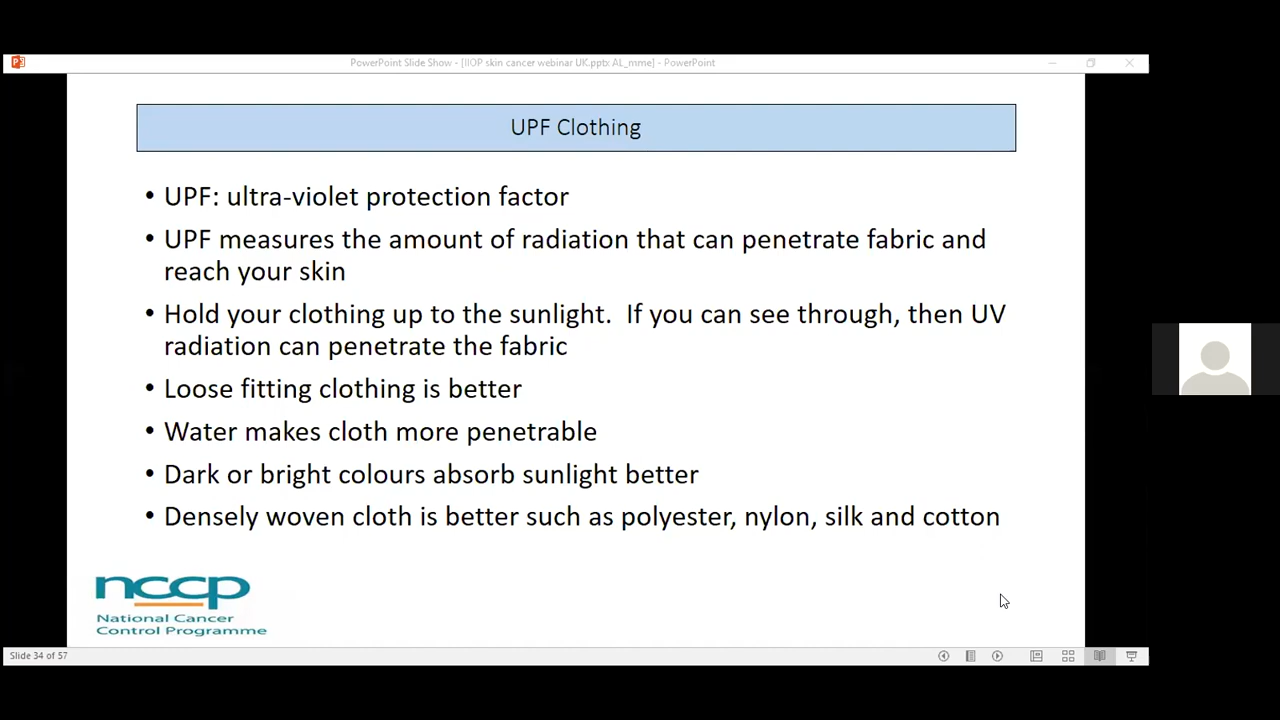 PowerPoint Slide Show - [IIOP skin cancer webinar UK.pptx AL_mme] - PowerPoint
UPF Clothing
• UPF: ultra-violet protection factor
• UPF measures the amount of radiation that can penetrate fabric and
reach your skin
• Hold your clothing up to the sunlight.  If you can see through, then UV
radiation can penetrate the fabric
• Loose fitting clothing is better
• Water makes cloth more penetrable
• Dark or bright colours absorb sunlight better
• Densely woven cloth is better such as polyester, nylon, silk and cotton
nccp
National Cancer
Control Programme
Slide 34 of 57